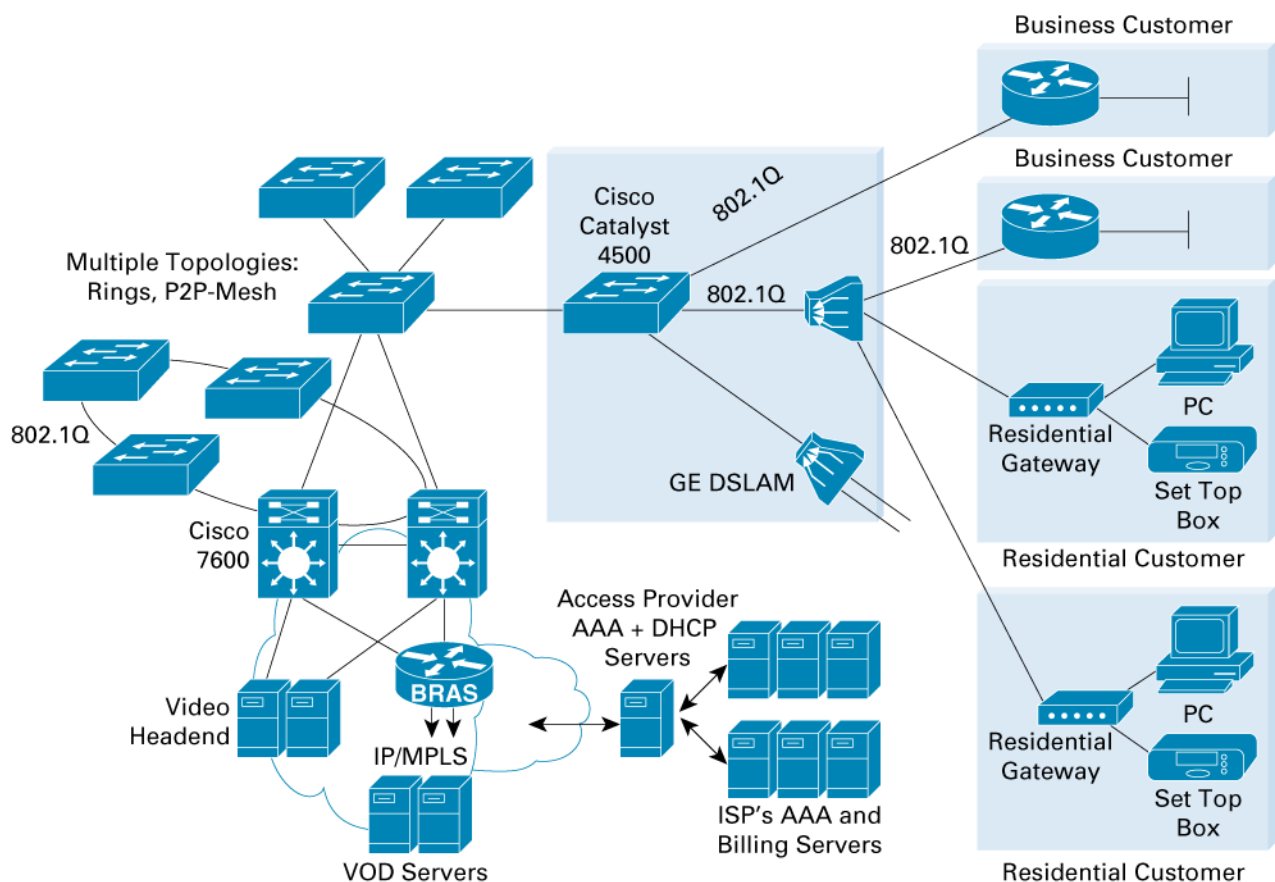 Business Customer
Business Customer
Cisco
Catalyst
4500
802.1Q
802.1Q
802.1Q
Multiple Topologies:
Rings, P2P-Mesh
802.1Q
GE DSLAM
PC
Residential
Gateway
Set Top
Box
Residential Customer
Cisco
7600
Access Provider
AAA + DHCP
Servers
BRAS
Video
Headend
IP/MPLS
VOD Servers
ISP's AAA and
Billing Servers
PC
Residential
Gateway
Set Top
Box
Residential Customer